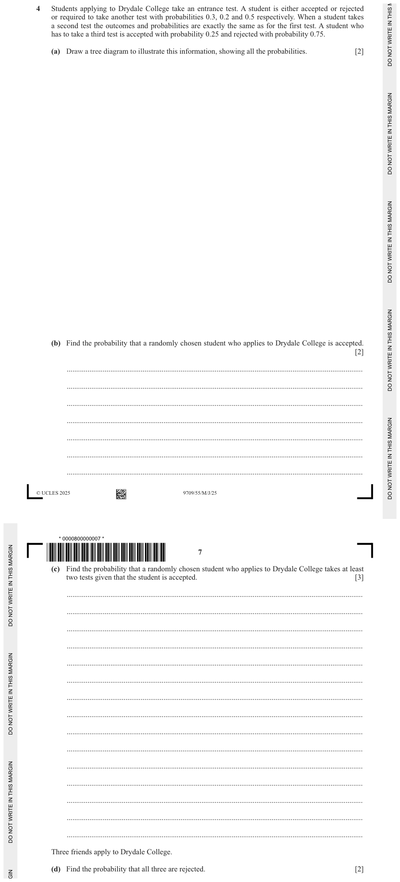 4 Students applying to Drydale College take an entrance test. A student is either accepted or rejected
or required to take another test with probabilities 0.3, 0.2 and 0.5 respectively. When a student takes
a second test the outcomes and probabilities are exactly the same as for the first test. A student who
has to take a third test is accepted with probability 0.25 and rejected with probability 0.75.
(a) Draw a tree diagram to illustrate this information, showing all the probabilities. [2]
(b) Find the probability that a randomly chosen student who applies to Drydale College is accepted.
[2]
© UCLES 2025 9709/55/M/J/25
DO NOT WRITE IN THIS MARGIN
DO NOT WRITE IN THIS MARGIN
DO NOT WRITE IN THIS MARGIN
DO NOT WRITE IN THIS MARGIN
DO NOT WRITE IN THIS M
* 0000800000007 *
7
(c) Find the probability that a randomly chosen student who applies to Drydale College takes at least
two tests given that the student is accepted. [3]
Three friends apply to Drydale College.
(d) Find the probability that all three are rejected. [2]
DO NOT WRITE IN THIS MARGIN
DO NOT WRITE IN THIS MARGIN
DO NOT WRITE IN THIS MARGIN
GIN